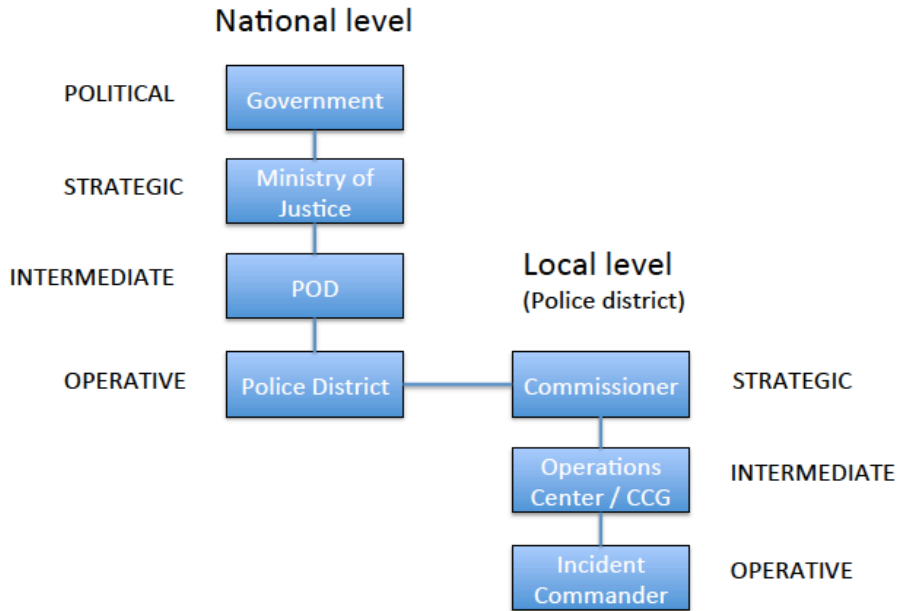 National level
POLITICAL
Government
STRATEGIC
Ministry of
Justice
INTERMEDIATE
POD
Local level
(Police district)
OPERATIVE
Police District
Commissioner
STRATEGIC
Operations
Center / CCG
INTERMEDIATE
Incident
Commander
OPERATIVE